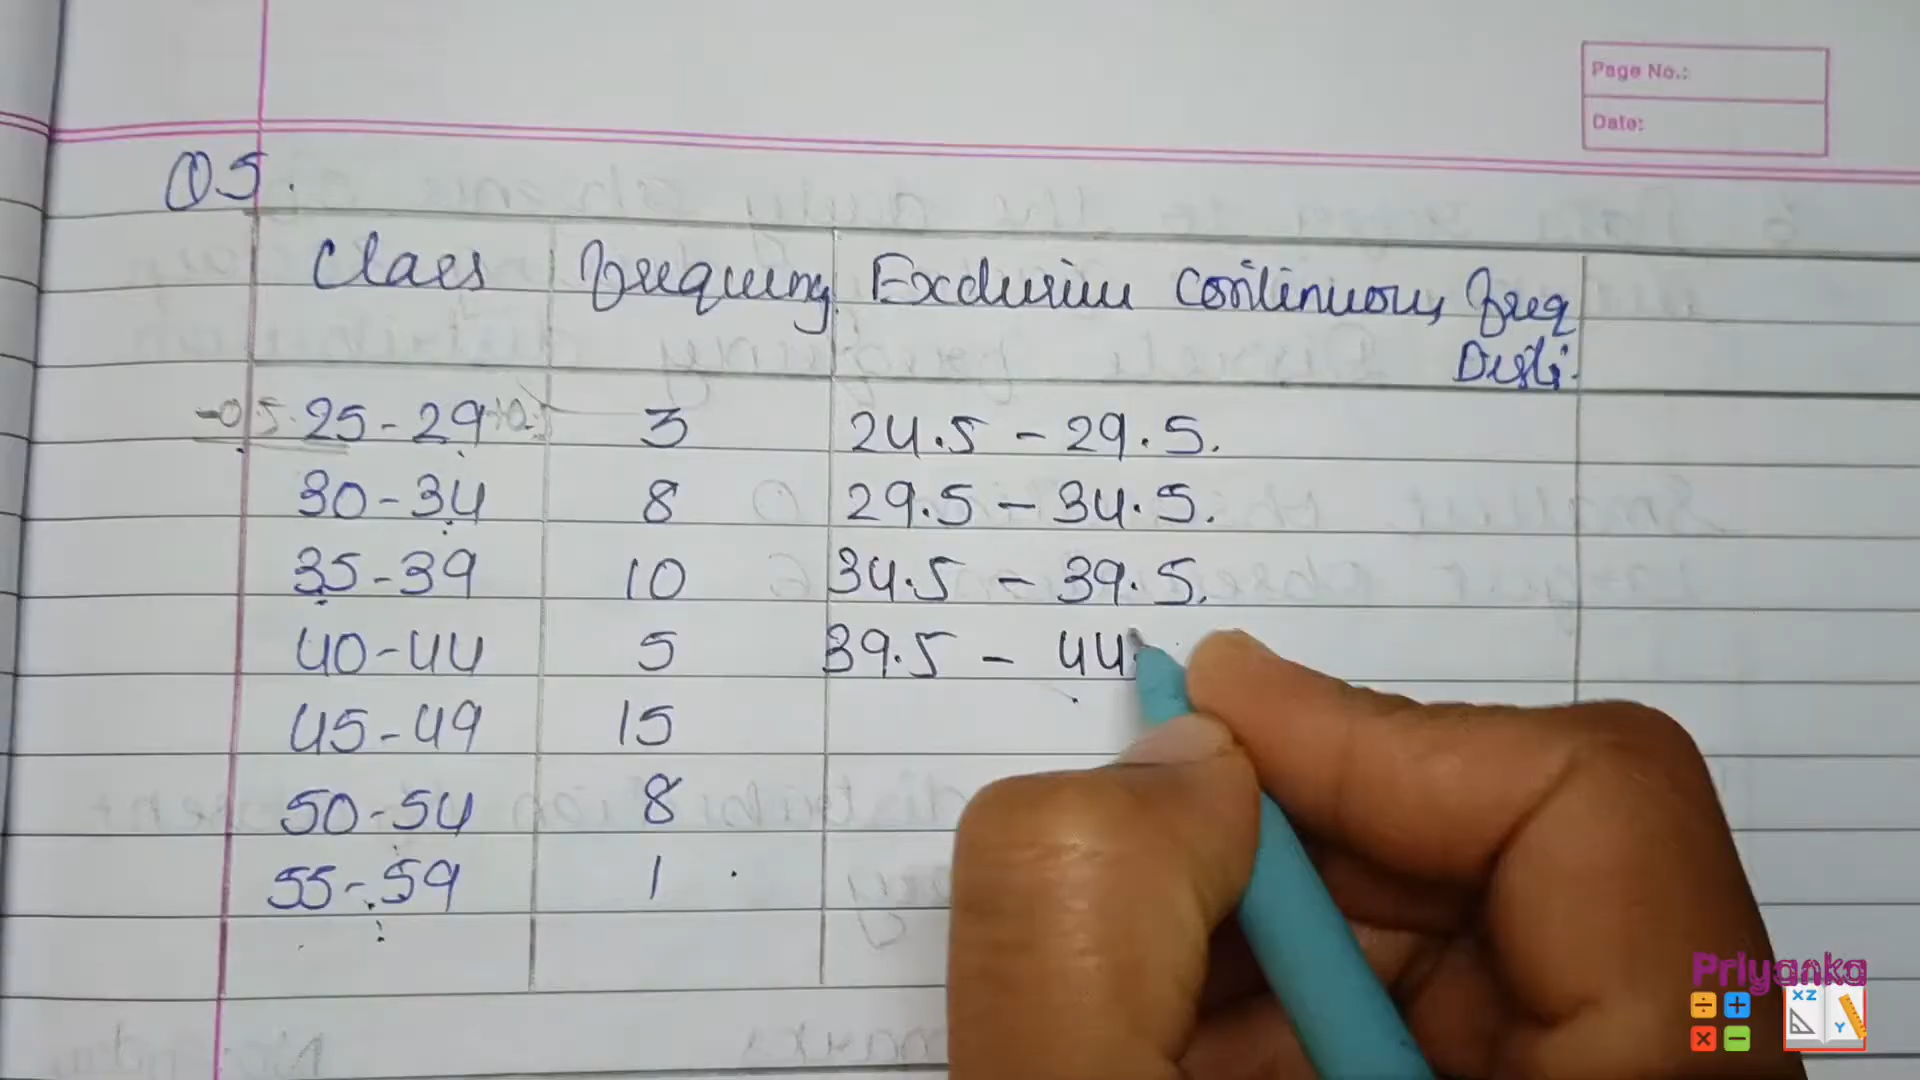 Page No.:
Date:
Q5.
Class Frequency Exclusive Continuous Freq
Disti.
-0.5 25-29 +0.5 3 24.5 - 29.5.
30-34 8 29.5 - 34.5.
35-39 10 34.5 - 39.5.
40-44 5 39.5 - 44.
45-49 15
50-54 8
55-59 1
Priyanka
÷ + XZ
× − Y